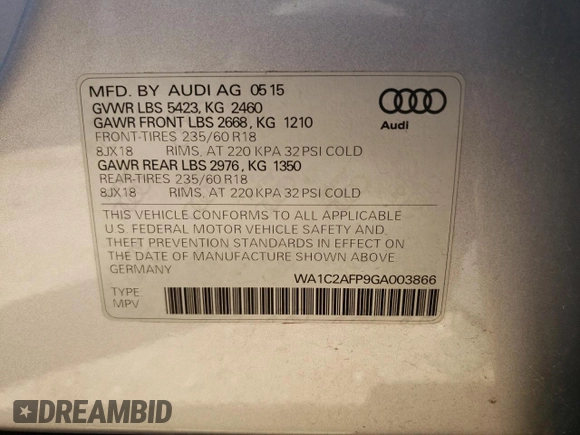 MFD. BY AUDI AG 05 15
GVWR LBS 5423, KG 2460
GAWR FRONT LBS 2668, KG 1210
FRONT-TIRES 235/60 R18
8JX18 RIMS, AT 220 KPA 32 PSI COLD
GAWR REAR LBS 2976, KG 1350
REAR-TIRES 235/60 R18
8JX18 RIMS, AT 220 KPA 32 PSI COLD
Audi
THIS VEHICLE CONFORMS TO ALL APPLICABLE
U.S. FEDERAL MOTOR VEHICLE SAFETY AND
THEFT PREVENTION STANDARDS IN EFFECT ON
THE DATE OF MANUFACTURE SHOWN ABOVE
GERMANY WA1C2AFP9GA003866
TYPE
MPV
DREAMBID